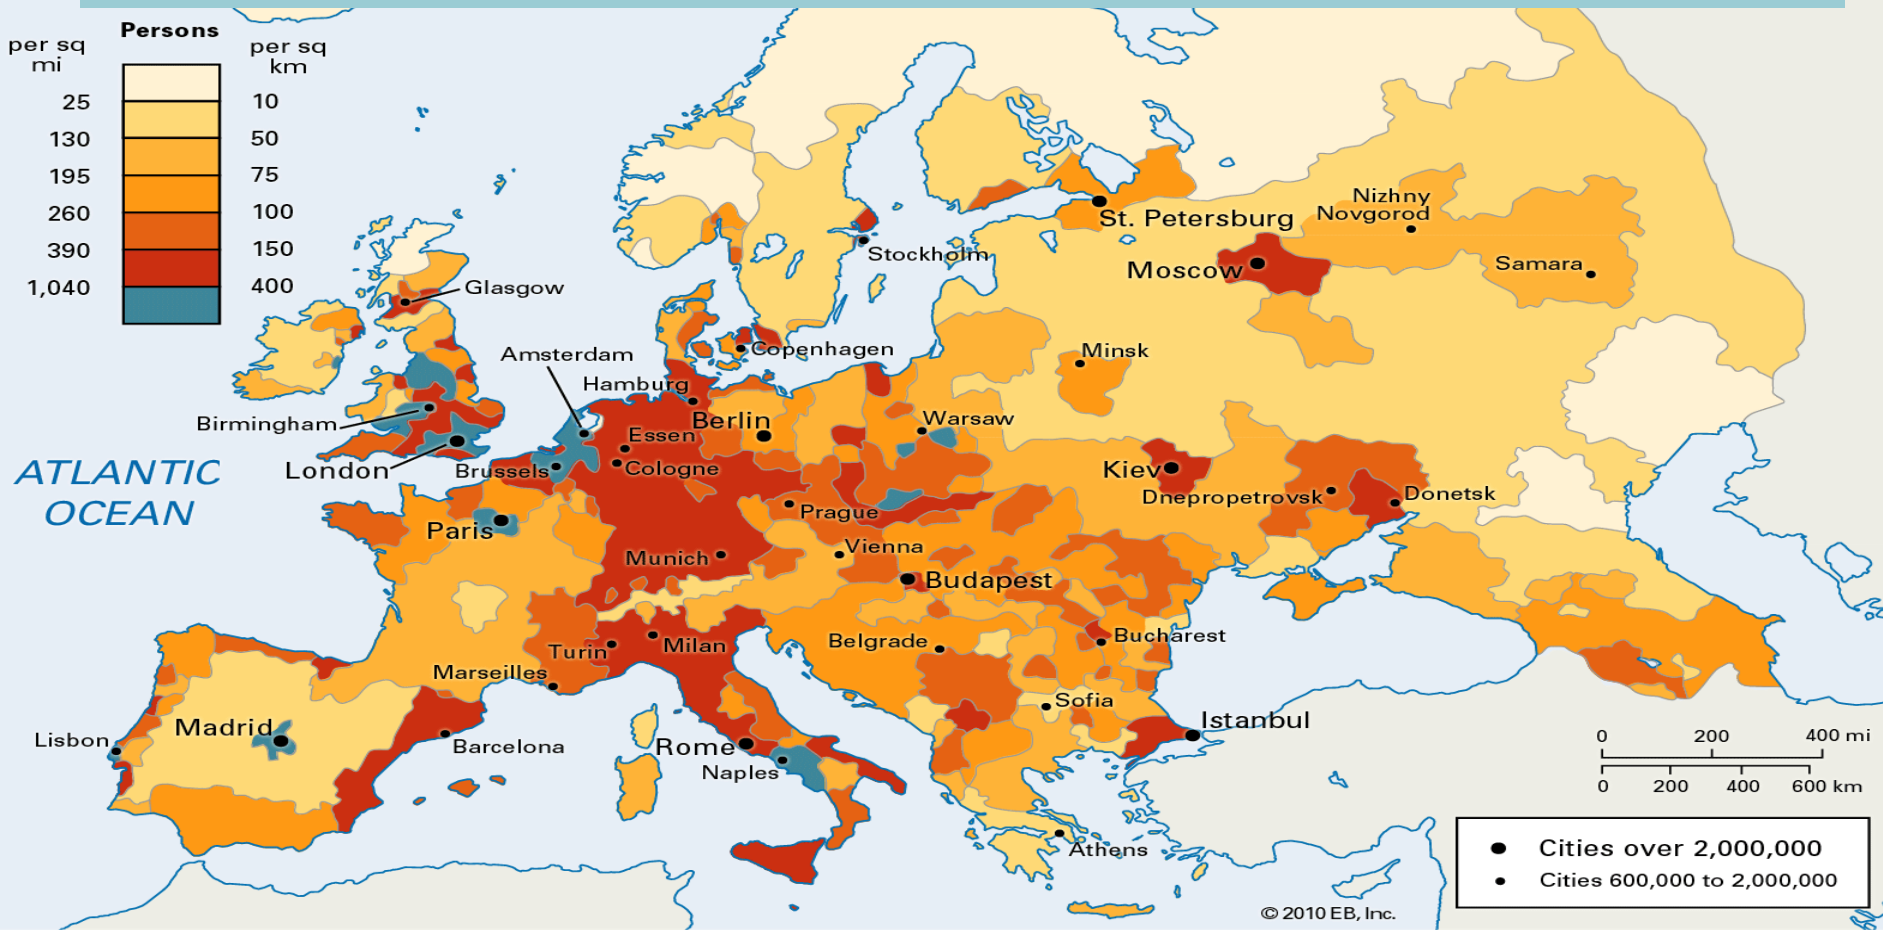 Persons
per sq
mi
per sq
km
25
10
130
50
195
75
260
100
390
150
1,040
400
Nizhny
Novgorod
St. Petersburg
Stockholm
Moscow
Samara
Glasgow
Copenhagen
Minsk
Amsterdam
Hamburg
Birmingham
Berlin
Warsaw
Essen
London
Brussels
Cologne
Kiev
ATLANTIC
OCEAN
Dnepropetrovsk
Donetsk
Prague
Paris
Munich
Vienna
Budapest
Turin
Milan
Belgrade
Bucharest
Marseilles
Sofia
Madrid
Lisbon
Barcelona
Rome
Naples
Istanbul
0 200 400 mi
0 200 400 600 km
Athens
Cities over 2,000,000
Cities 600,000 to 2,000,000
© 2010 EB, Inc.